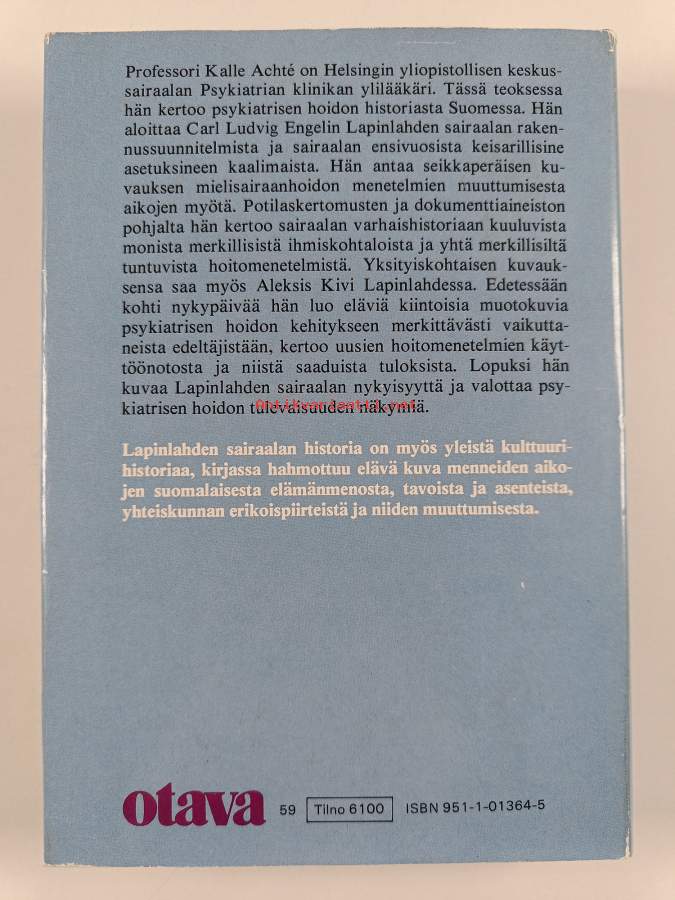 Professori Kalle Achté on Helsingin yliopistollisen keskus-
sairaalan Psykiatrian klinikan ylilääkäri. Tässä teoksessa
hän kertoo psykiatrisen hoidon historiasta Suomessa. Hän
aloittaa Carl Ludvig Engelin Lapinlahden sairaalan raken-
nussuunnitelmista ja sairaalan ensivuosista keisarillisine
asetuksineen kaalimaista. Hän antaa seikkaperäisen ku-
vauksen mielisairaanhoidon menetelmien muuttumisesta
aikojen myötä. Potilaskertomusten ja dokumenttiaineiston
pohjalta hän kertoo sairaalan varhaishistoriaan kuuluvista
monista merkillisistä ihmiskohtaloista ja yhtä merkillisiltä
tuntuvista hoitomenetelmistä. Yksityiskohtaisen kuvauk-
sensa saa myös Aleksis Kivi Lapinlahdessa. Edetessään
kohti nykypäivää hän luo eläviä kiintoisia muotokuvia
psykiatrisen hoidon kehitykseen merkittävästi vaikutta-
neista edeltäjistään, kertoo uusien hoitomenetelmien käyt-
töönotosta ja niistä saaduista tuloksista. Lopuksi hän
kuvaa Lapinlahden sairaalan nykyisyyttä ja valottaa psy-
kiatrisen hoidon tulevaisuuden näkymiä.
Antikvariaatti.net
Lapinlahden sairaalan historia on myös yleistä kulttuuri-
historiaa, kirjassa hahmottuu elävä kuva menneiden aiko-
jen suomalaisesta elämänmenosta, tavoista ja asenteista,
yhteiskunnan erikoispiirteistä ja niiden muuttumisesta.
otava 59 Tilno 6100 ISBN 951-1-01364-5